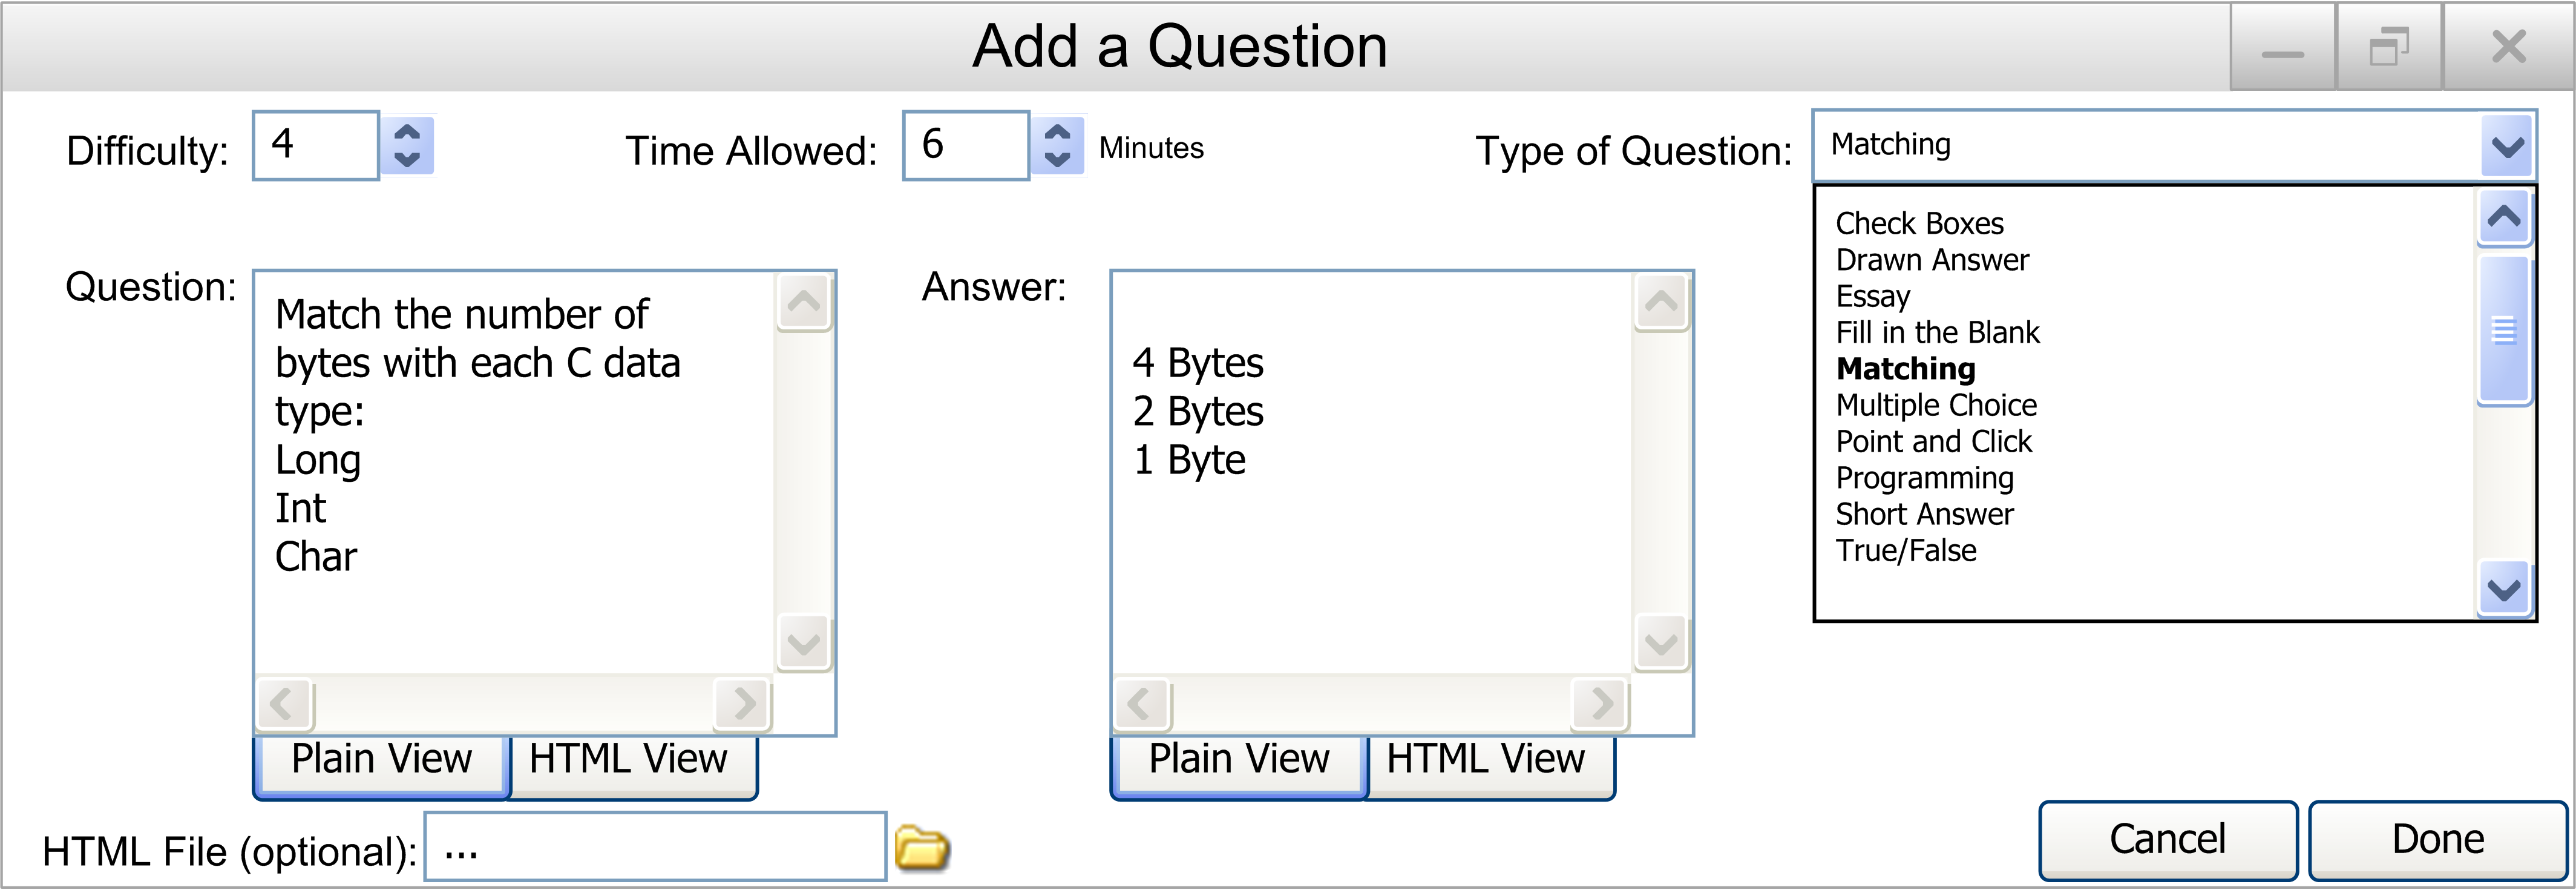 Add a Question
Difficulty: 4
Time Allowed: 6 Minutes
Type of Question: Matching
Check Boxes
Drawn Answer
Essay
Fill in the Blank
Matching
Multiple Choice
Point and Click
Programming
Short Answer
True/False
Question:
Match the number of
bytes with each C data
type:
Long
Int
Char
Plain View
HTML View
Answer:
4 Bytes
2 Bytes
1 Byte
Plain View
HTML View
HTML File (optional): ...
Cancel
Done